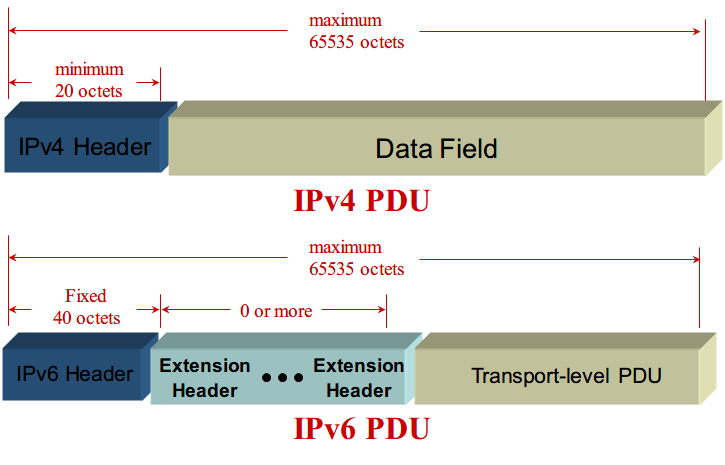 maximum
65535 octets
minimum
20 octets
IPv4 Header
Data Field
IPv4 PDU
maximum
65535 octets
Fixed
40 octets
0 or more
IPv6 Header
Extension
Header
•••
Extension
Header
Transport-level PDU
IPv6 PDU